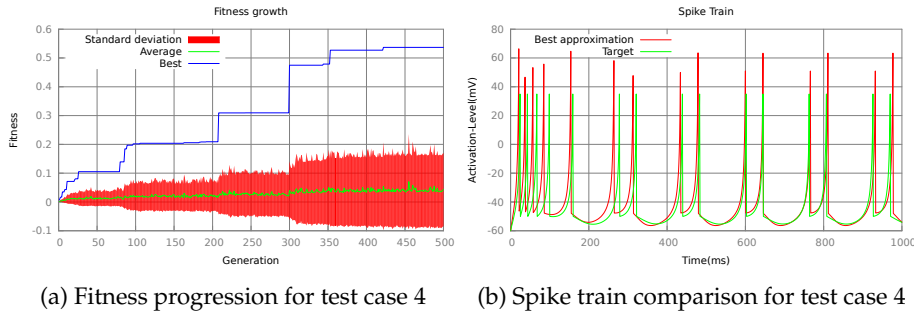 Fitness growth
0.6
0.5
0.4
0.3
0.2
0.1
0
-0.1
Fitness
Standard deviation
Average
Best
0 50 100 150 200 250 300 350 400 450 500
Generation
(a) Fitness progression for test case 4
Spike Train
80
60
40
20
0
-20
-40
-60
Activation-Level(mV)
Best approximation
Target
0 200 400 600 800 1000
Time(ms)
(b) Spike train comparison for test case 4